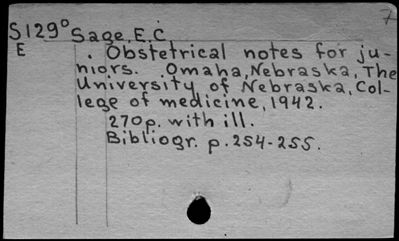 7
S129° Sage, E.C.
E . Obstetrical notes for ju-
niors. Omaha, Nebraska, The
University of Nebraska, Col-
lege of medicine, 1942.
270p. with ill.
Bibliogr. p. 254-255.